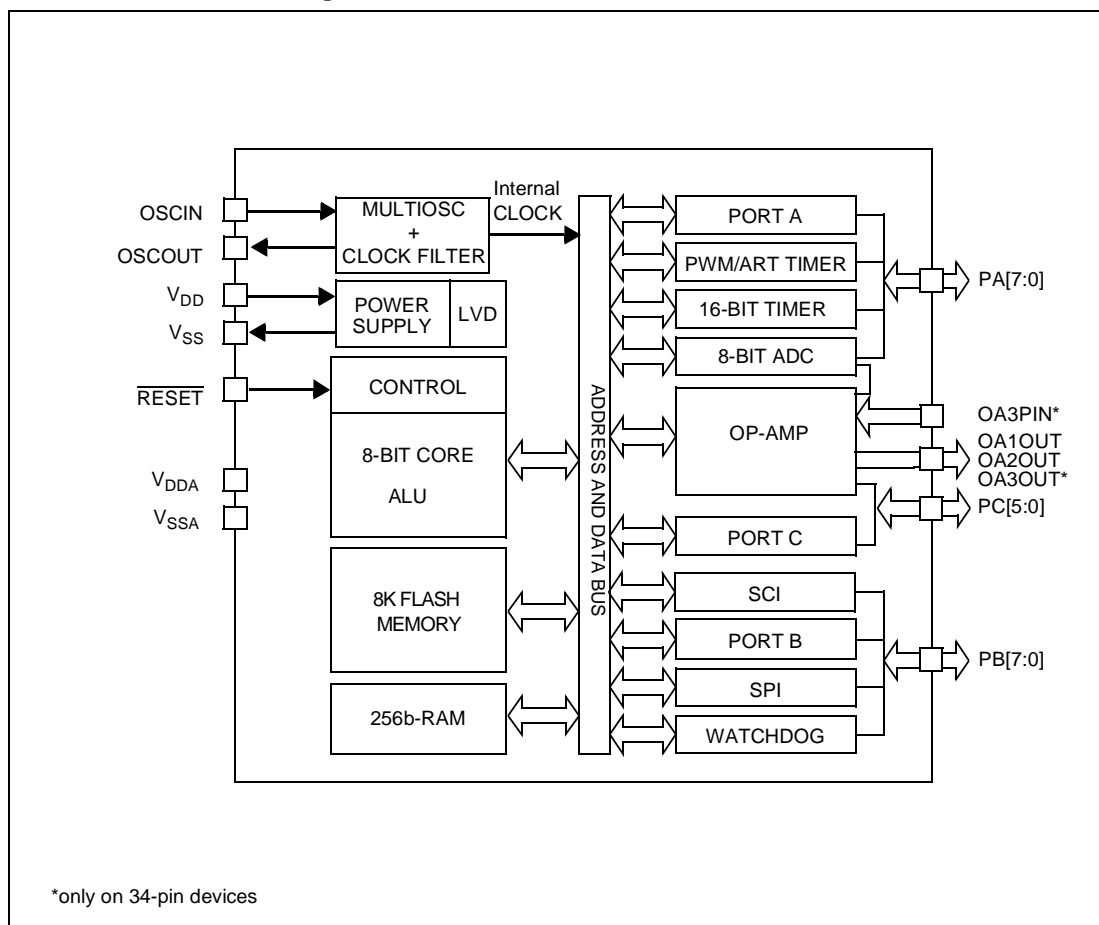 OSCIN
OSCOUT
VDD
VSS
RESET
VDDA
VSSA
MULTIOSC
+
CLOCK FILTER
Internal
CLOCK
POWER
SUPPLY
LVD
CONTROL
8-BIT CORE
ALU
8K FLASH
MEMORY
256b-RAM
ADDRESS AND DATA BUS
PORT A
PWM/ART TIMER
16-BIT TIMER
8-BIT ADC
OP-AMP
PORT C
SCI
PORT B
SPI
WATCHDOG
PA[7:0]
OA3PIN*
OA1OUT
OA2OUT
OA3OUT*
PC[5:0]
PB[7:0]
*only on 34-pin devices